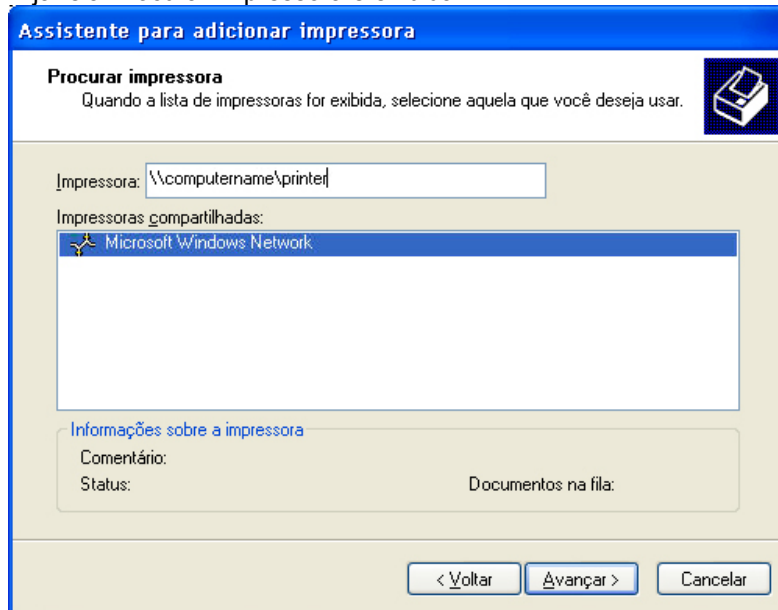 Assistente para adicionar impressora
Procurar impressora
Quando a lista de impressoras for exibida, selecione aquela que você deseja usar.
Impressora: \\computername\printer
Impressoras compartilhadas:
Microsoft Windows Network
Informações sobre a impressora
Comentário:
Status: Documentos na fila:
< Voltar Avançar > Cancelar